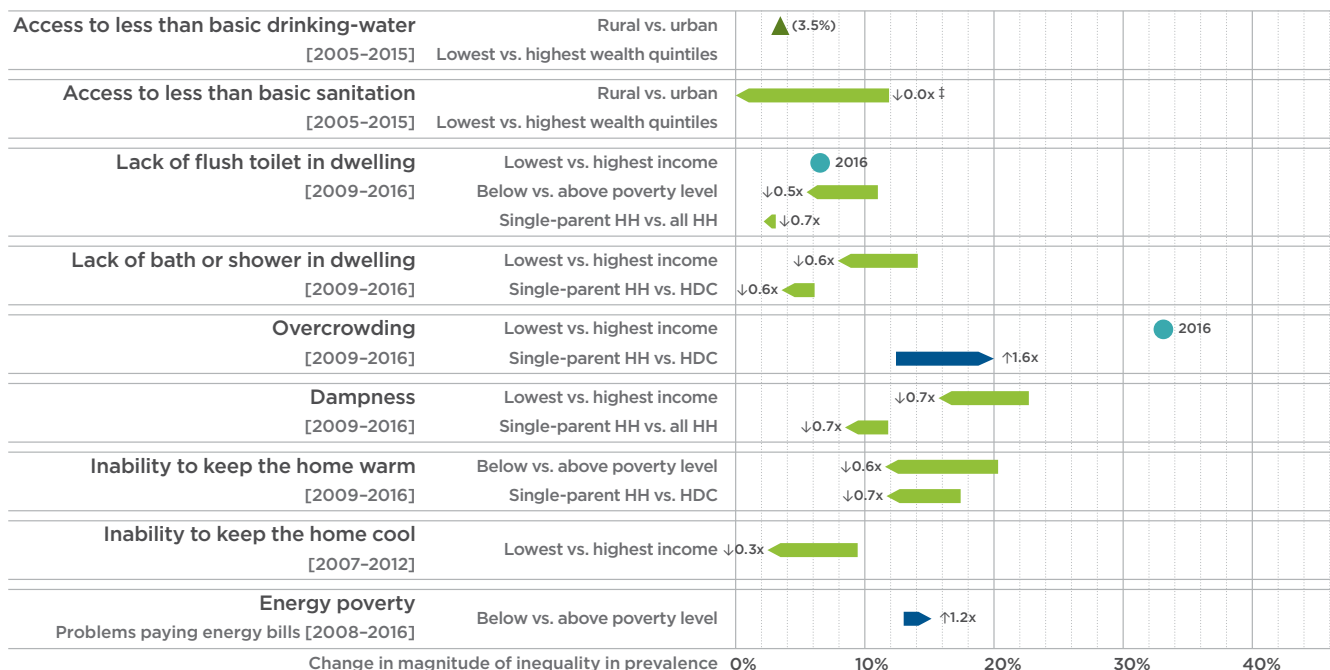 Access to less than basic drinking-water Rural vs. urban (3.5%)
[2005–2015] Lowest vs. highest wealth quintiles
Access to less than basic sanitation Rural vs. urban ↓0.0x ‡
[2005–2015] Lowest vs. highest wealth quintiles
Lack of flush toilet in dwelling Lowest vs. highest income 2016
[2009–2016] Below vs. above poverty level ↓0.5x
Single-parent HH vs. all HH ↓0.7x
Lack of bath or shower in dwelling Lowest vs. highest income ↓0.6x
[2009–2016] Single-parent HH vs. HDC ↓0.6x
Overcrowding Lowest vs. highest income 2016
[2009–2016] Single-parent HH vs. HDC ↑1.6x
Dampness Lowest vs. highest income ↓0.7x
[2009–2016] Single-parent HH vs. all HH ↓0.7x
Inability to keep the home warm Below vs. above poverty level ↓0.6x
[2009–2016] Single-parent HH vs. HDC ↓0.7x
Inability to keep the home cool
Lowest vs. highest income ↓0.3x
[2007–2012]
Energy poverty
Below vs. above poverty level ↑1.2x
Problems paying energy bills [2008–2016]
Change in magnitude of inequality in prevalence 0% 10% 20% 30% 40%